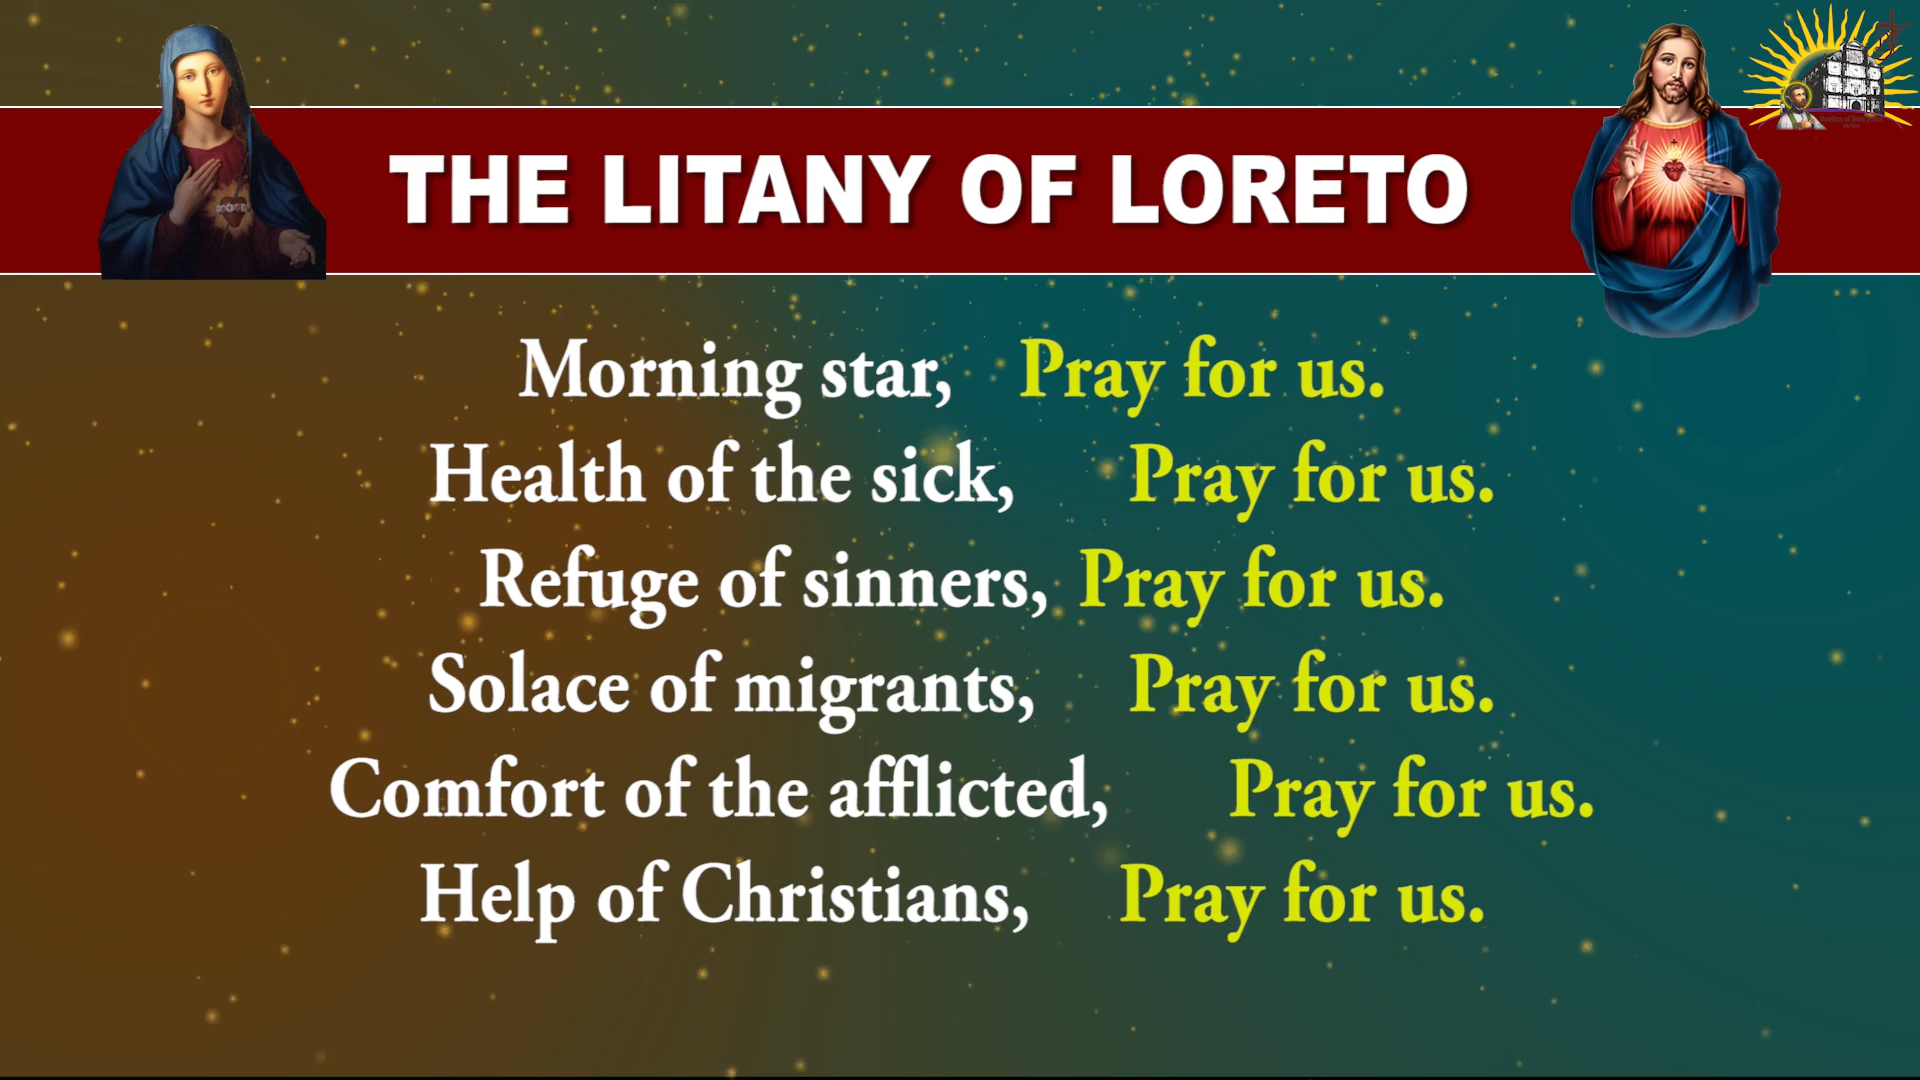 THE LITANY OF LORETO
Morning star, Pray for us.
Health of the sick, Pray for us.
Refuge of sinners, Pray for us.
Solace of migrants, Pray for us.
Comfort of the afflicted, Pray for us.
Help of Christians, Pray for us.